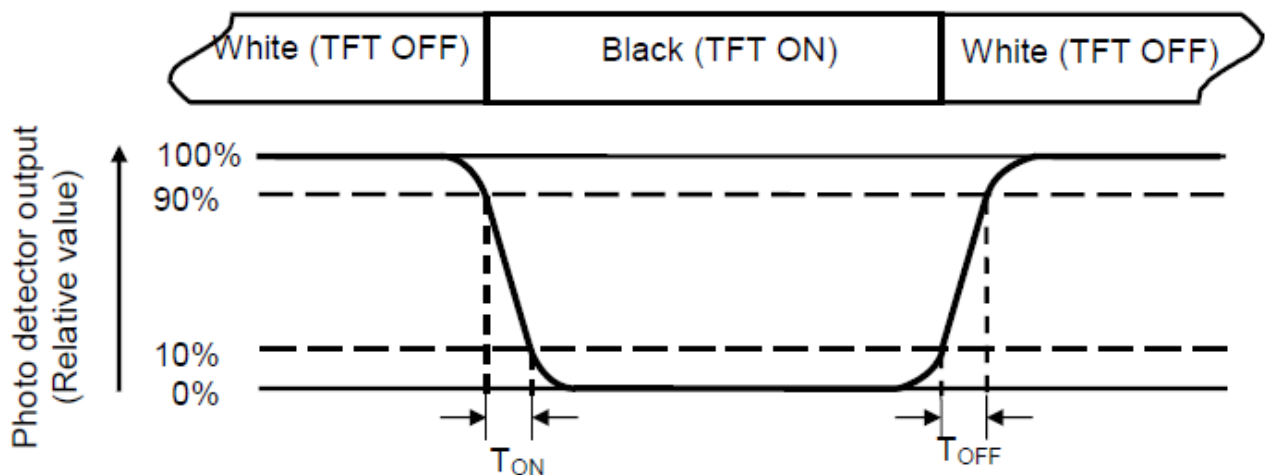 White (TFT OFF) Black (TFT ON) White (TFT OFF)
Photo detector output
(Relative value)
100%
90%
10%
0%
TON TOFF